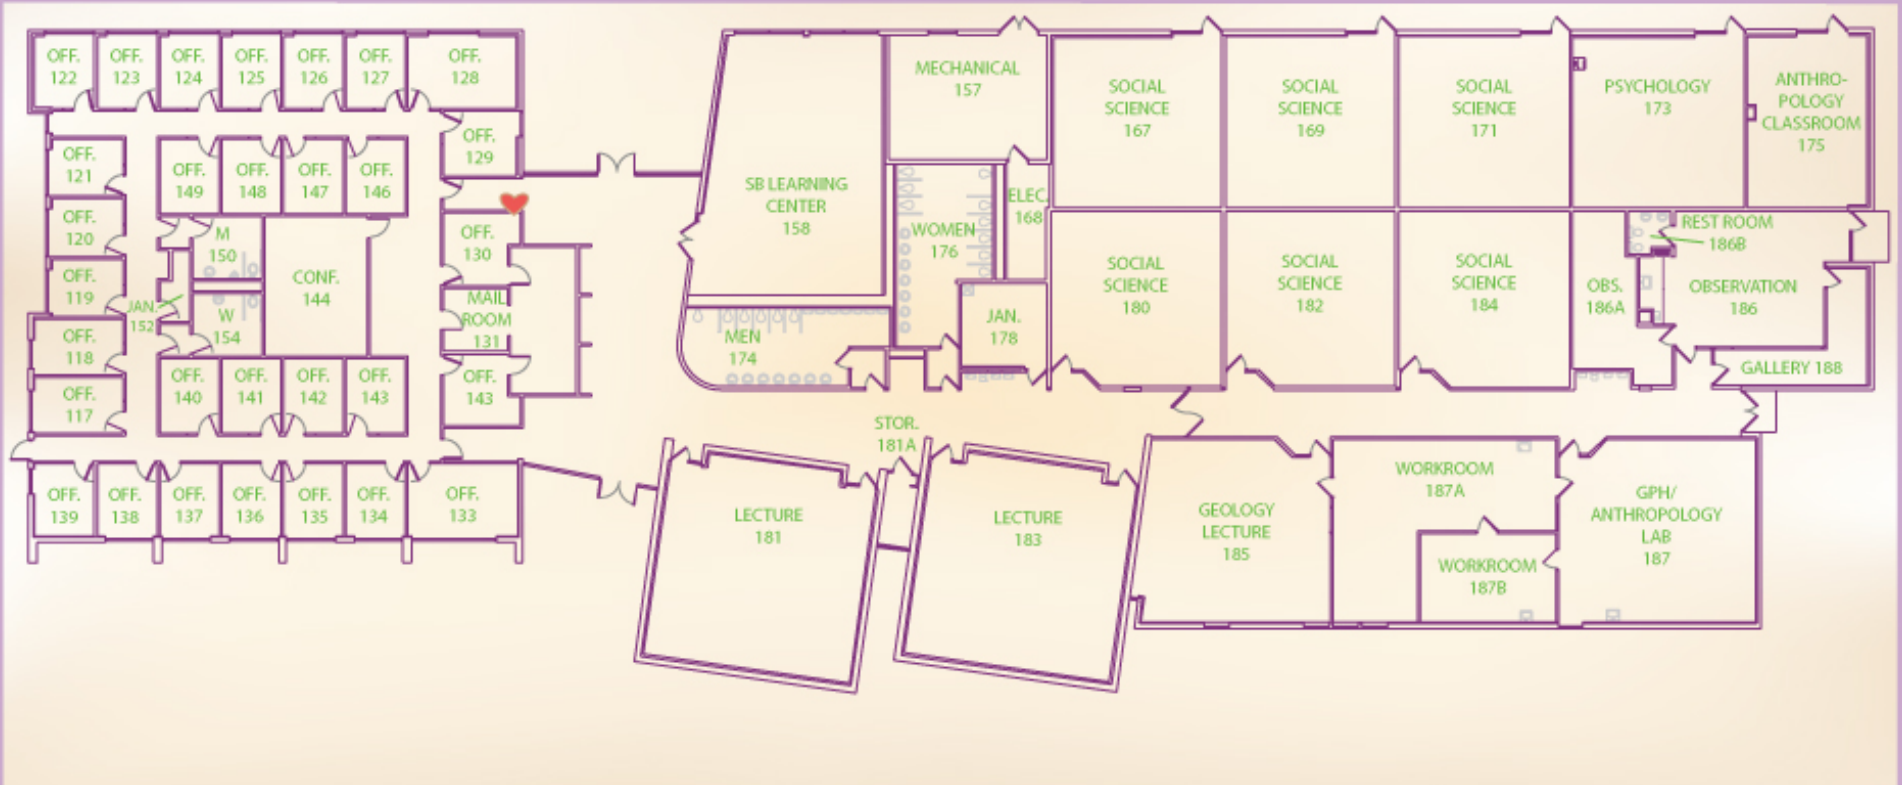 OFF.
122
OFF.
123
OFF.
124
OFF.
125
OFF.
126
OFF.
127
OFF.
128
OFF.
129
OFF.
121
OFF.
149
OFF.
148
OFF.
147
OFF.
146
OFF.
120
M
150
OFF.
130
OFF.
119
CONF.
144
JAN.
152
W
154
MAIL
ROOM
131
OFF.
118
OFF.
117
OFF.
140
OFF.
141
OFF.
142
OFF.
143
OFF.
143
OFF.
139
OFF.
138
OFF.
137
OFF.
136
OFF.
135
OFF.
134
OFF.
133
SB LEARNING
CENTER
158
MECHANICAL
157
SOCIAL
SCIENCE
167
SOCIAL
SCIENCE
169
SOCIAL
SCIENCE
171
PSYCHOLOGY
173
ANTHRO-
POLOGY
CLASSROOM
175
WOMEN
176
ELEC.
168
MEN
174
JAN.
178
SOCIAL
SCIENCE
180
SOCIAL
SCIENCE
182
SOCIAL
SCIENCE
184
OBS.
186A
REST ROOM
186B
OBSERVATION
186
GALLERY 188
STOR.
181A
LECTURE
181
LECTURE
183
GEOLOGY
LECTURE
185
WORKROOM
187A
WORKROOM
187B
GPH/
ANTHROPOLOGY
LAB
187